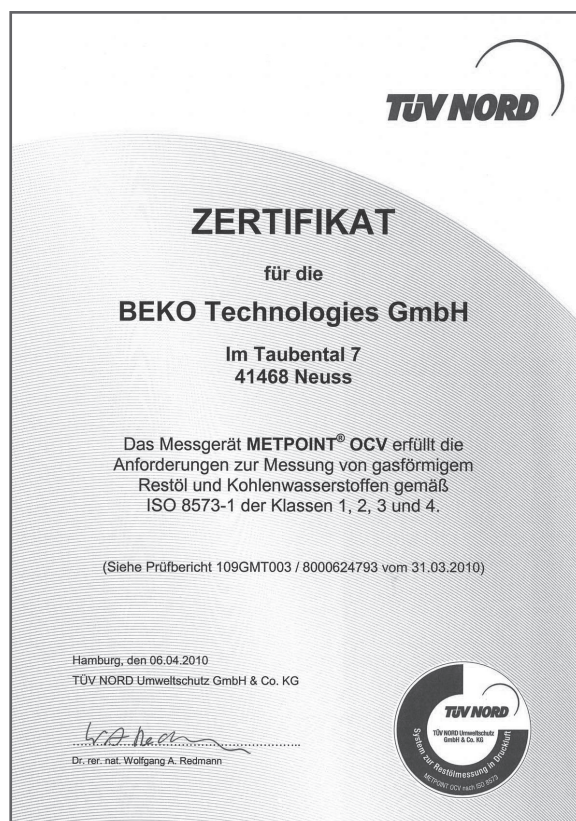 TÜV NORD
ZERTIFIKAT
für die
BEKO Technologies GmbH
Im Taubental 7
41468 Neuss
Das Messgerät METPOINT® OCV erfüllt die
Anforderungen zur Messung von gasförmigem
Restöl und Kohlenwasserstoffen gemäß
ISO 8573-1 der Klassen 1, 2, 3 und 4.
(Siehe Prüfbericht 109GMT003 / 8000624793 vom 31.03.2010)
Hamburg, den 06.04.2010
TÜV NORD Umweltschutz GmbH & Co. KG
Dr. rer. nat. Wolfgang A. Redmann
TÜV NORD
TÜV NORD Umweltschutz
GmbH & Co. KG
System zur Restölmessung in Druckluft
METPOINT OCV nach ISO 8573